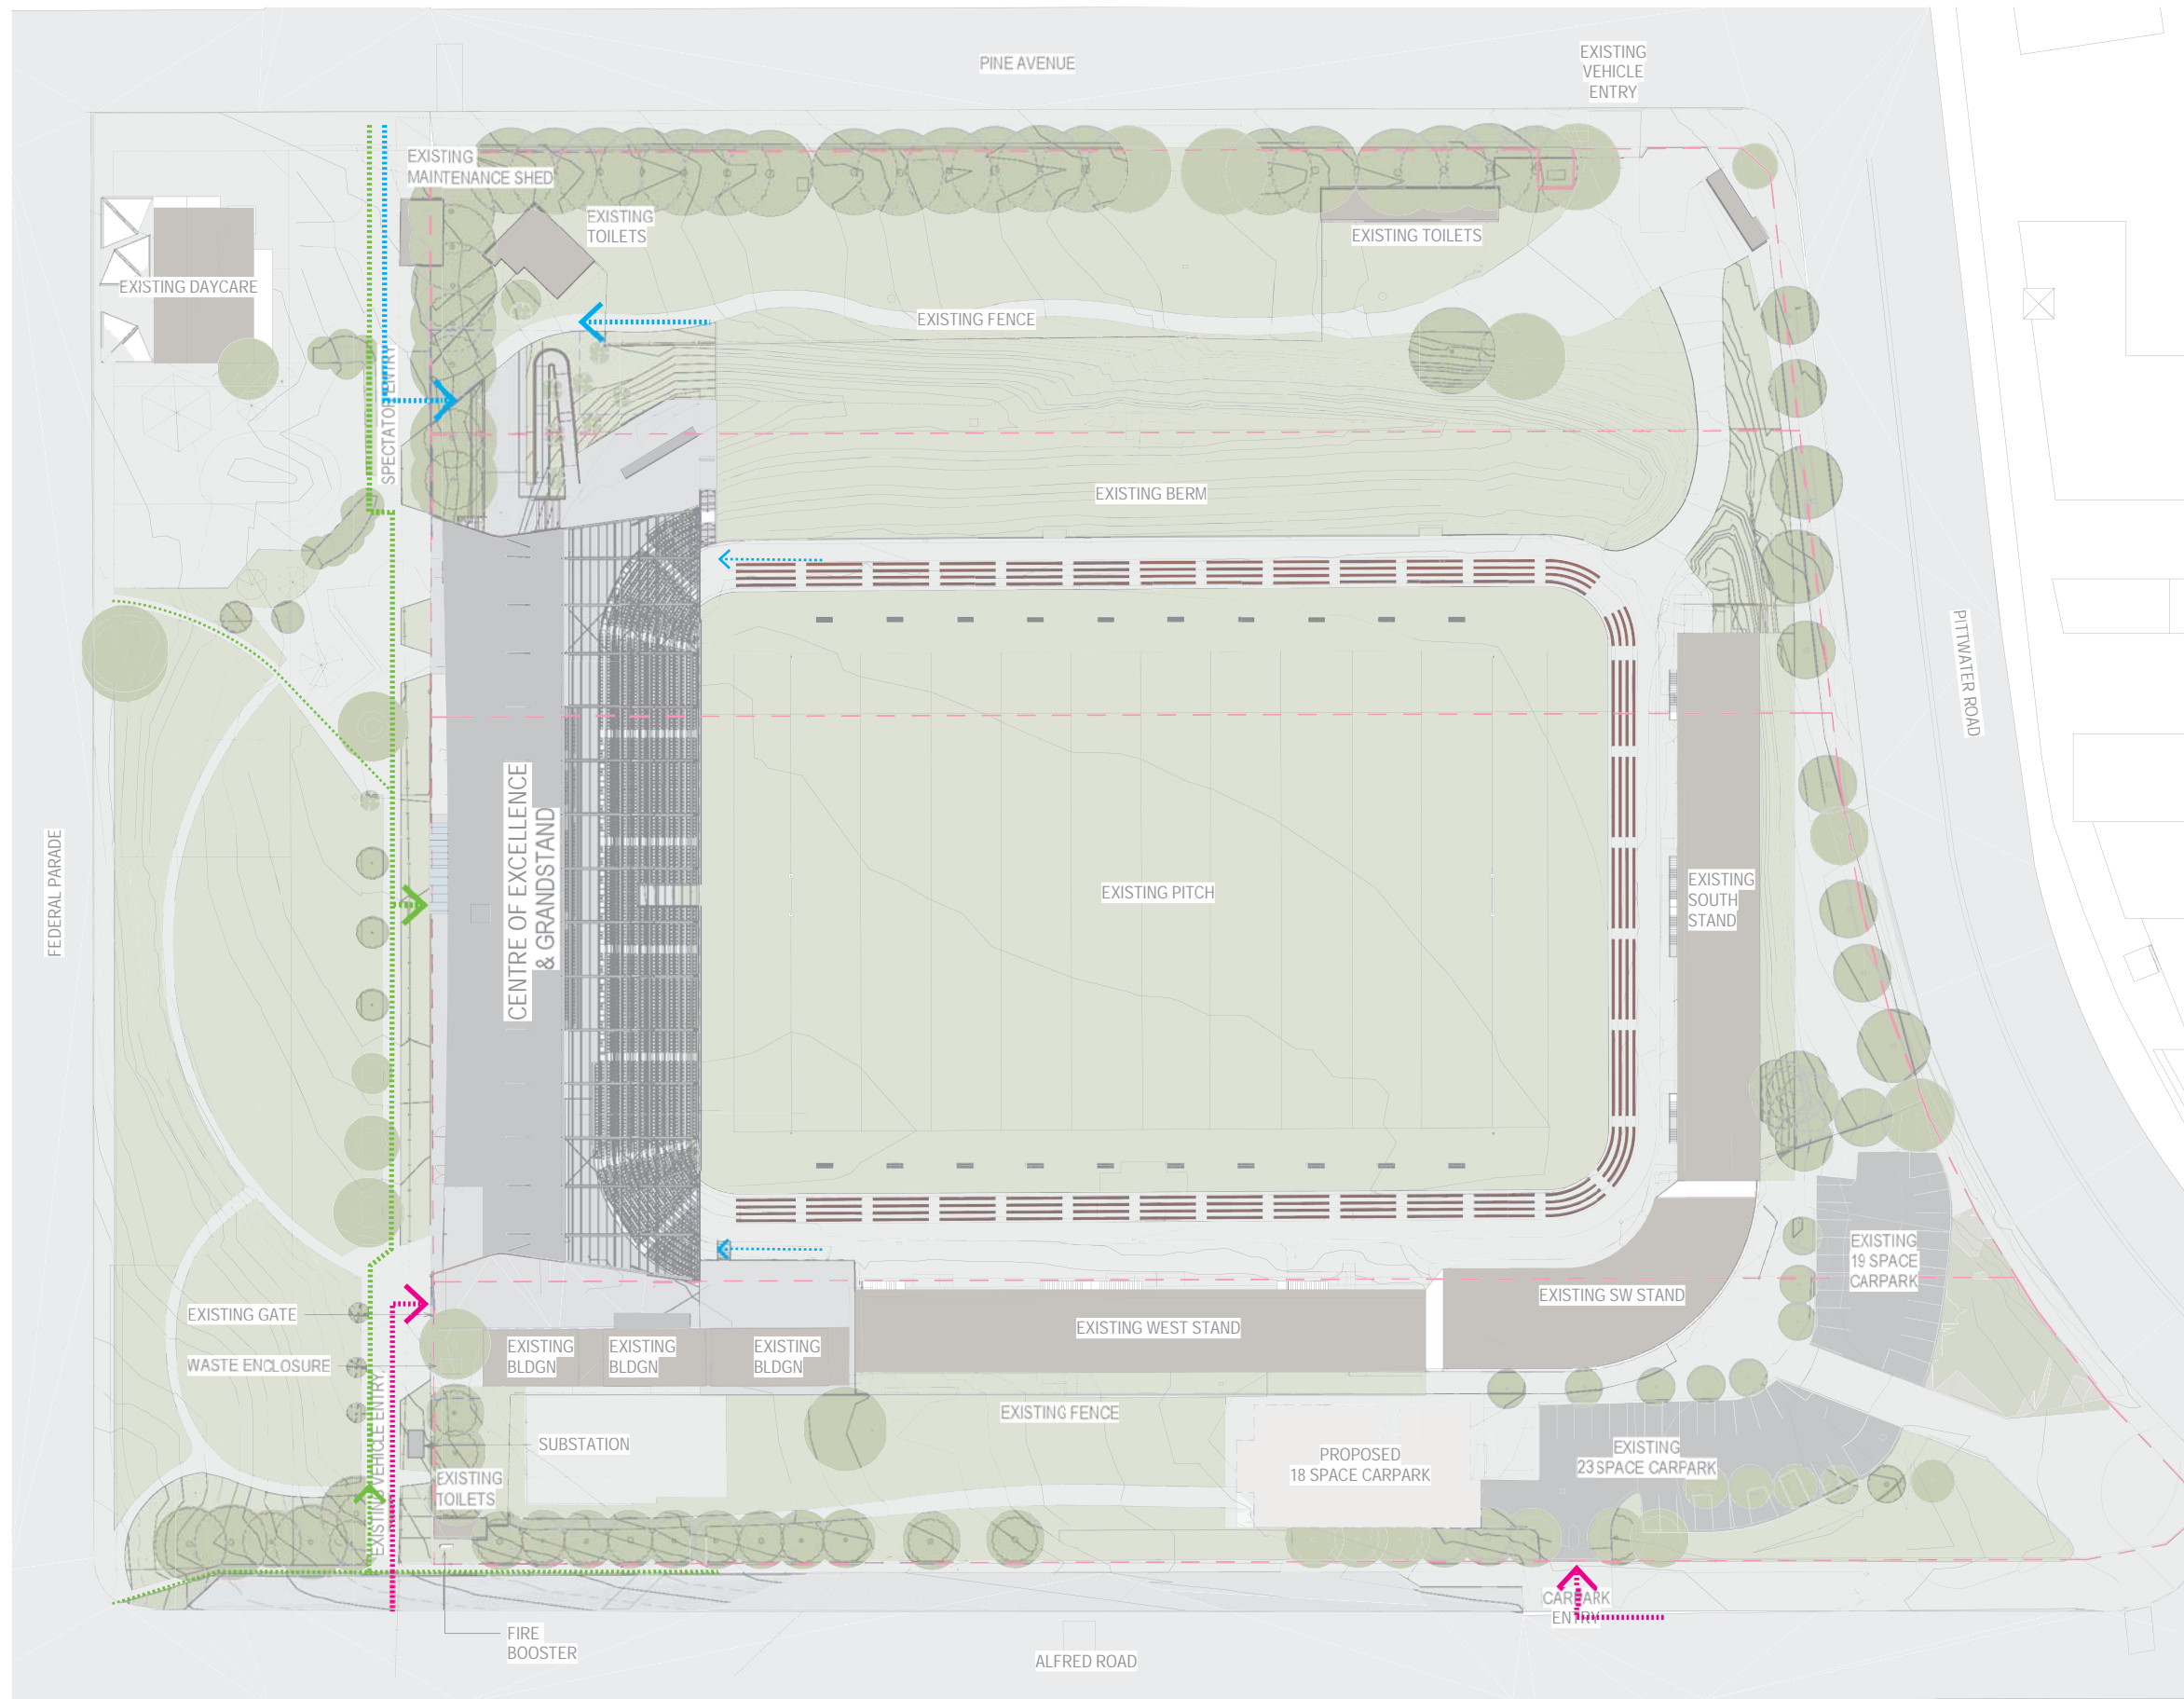 PINE AVENUE
EXISTING
VEHICLE
ENTRY
EXISTING
MAINTENANCE SHED
EXISTING
TOILETS
EXISTING TOILETS
EXISTING DAYCARE
EXISTING FENCE
SPECTATOR ENTRY
EXISTING BERM
PITTWATER ROAD
CENTRE OF EXCELLENCE
& GRANDSTAND
FEDERAL PARADE
EXISTING PITCH
EXISTING
SOUTH
STAND
EXISTING
19 SPACE
CARPARK
EXISTING SW STAND
EXISTING GATE
EXISTING WEST STAND
EXISTING
BLDGN
EXISTING
BLDGN
EXISTING
BLDGN
WASTE ENCLOSURE
EXISTING VEHICLE ENTRY
EXISTING FENCE
SUBSTATION
PROPOSED
18 SPACE CARPARK
EXISTING
23 SPACE CARPARK
EXISTING
TOILETS
CARPARK
ENTRY
FIRE
BOOSTER
ALFRED ROAD